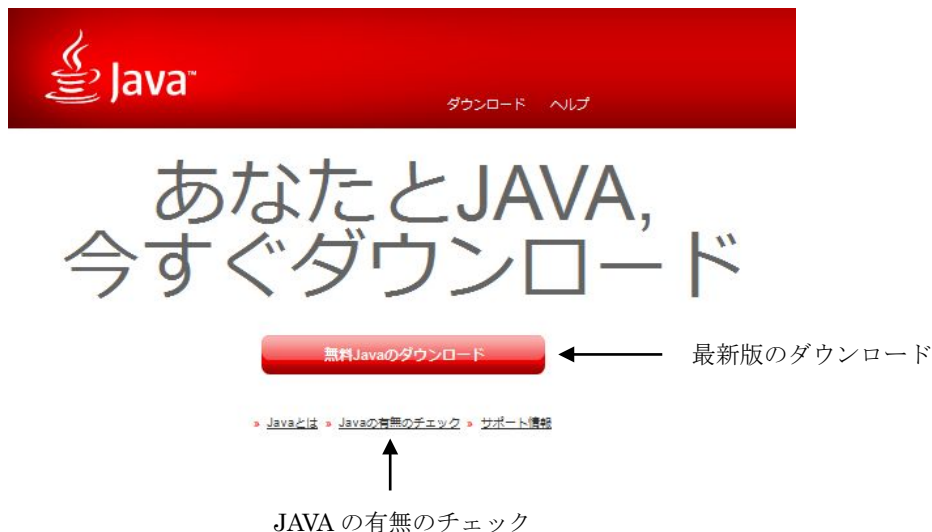 Java™
ダウンロード ヘルプ
あなたとJAVA,
今すぐダウンロード
無料Javaのダウンロード
最新版のダウンロード
» Javaとは » Javaの有無のチェック » サポート情報
JAVA の有無のチェック